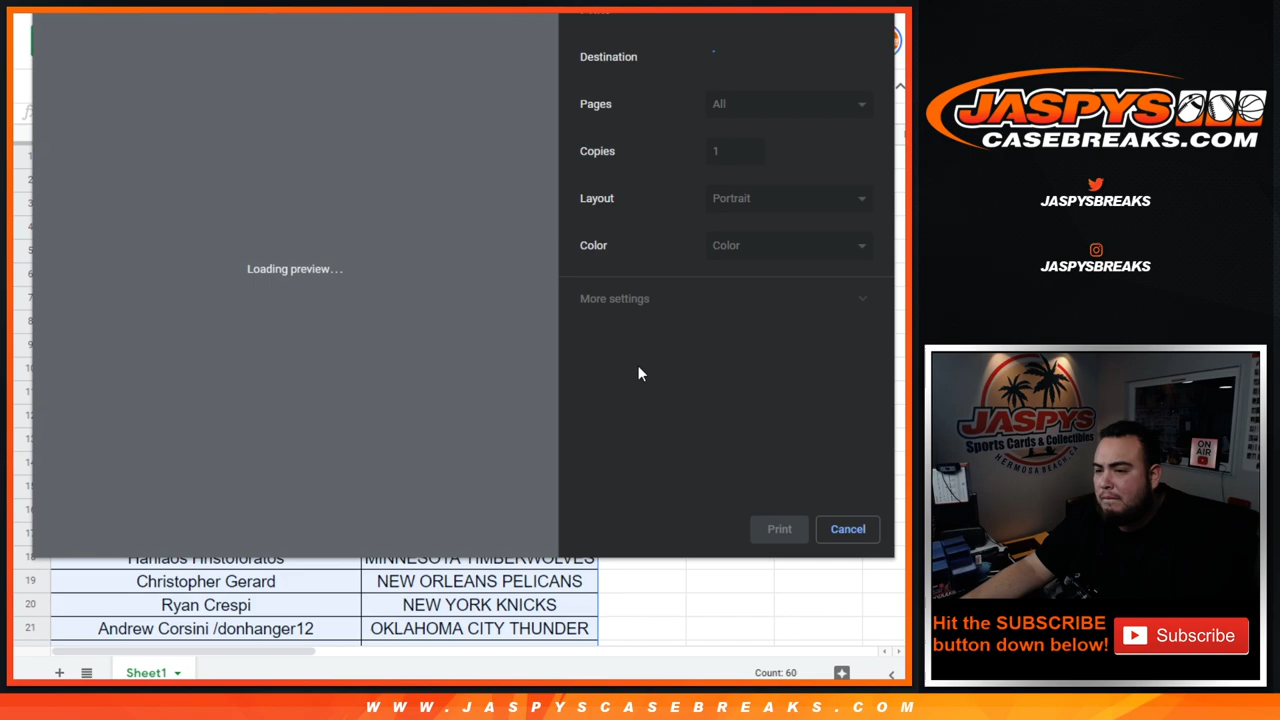 Destination
Pages
All
Copies
1
Layout
Portrait
Color
Color
More settings
Loading preview...
Print
Cancel
MINNESOTA TIMBERWOLVES
19
Christopher Gerard
NEW ORLEANS PELICANS
20
Ryan Crespi
NEW YORK KNICKS
21
Andrew Corsini /donhanger12
OKLAHOMA CITY THUNDER
Sheet1
Count: 60
JASPYS
CASEBREAKS.COM
JASPYSBREAKS
JASPYSBREAKS
JASPYS
Sports Cards & Collectibles
HERMOSA BEACH, CA
ON AIR
Hit the SUBSCRIBE
button down below!
Subscribe
WWW.JASPYSCASEBREAKS.COM